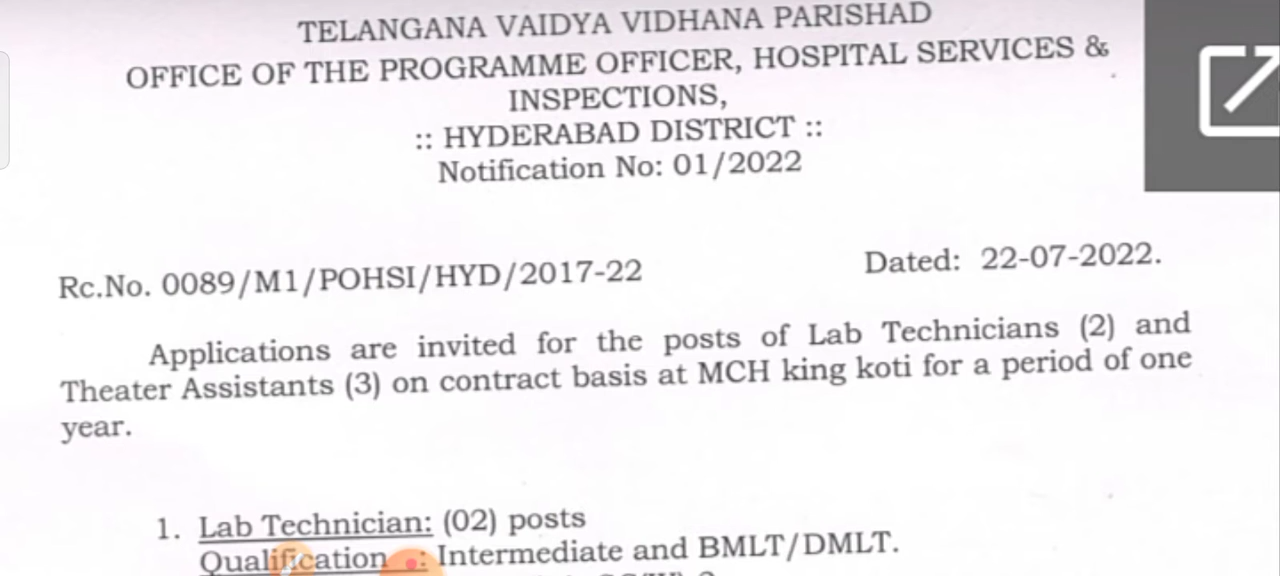 TELANGANA VAIDYA VIDHANA PARISHAD
OFFICE OF THE PROGRAMME OFFICER, HOSPITAL SERVICES &
INSPECTIONS,
:: HYDERABAD DISTRICT ::
Notification No: 01/2022
Rc.No. 0089/M1/POHSI/HYD/2017-22 Dated: 22-07-2022.
Applications are invited for the posts of Lab Technicians (2) and
Theater Assistants (3) on contract basis at MCH king koti for a period of one
year.
1. Lab Technician: (02) posts
Qualification : Intermediate and BMLT/DMLT.